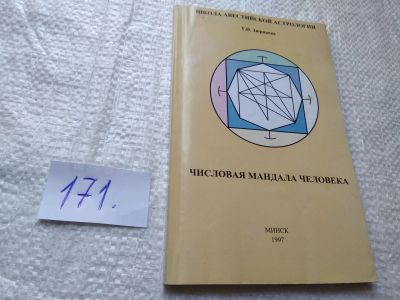 ШКОЛА АВЕСТИЙСКОЙ АСТРОЛОГИИ
ЧИСЛОВАЯ МАНДАЛА ЧЕЛОВЕКА
МИНСК
1997
171.